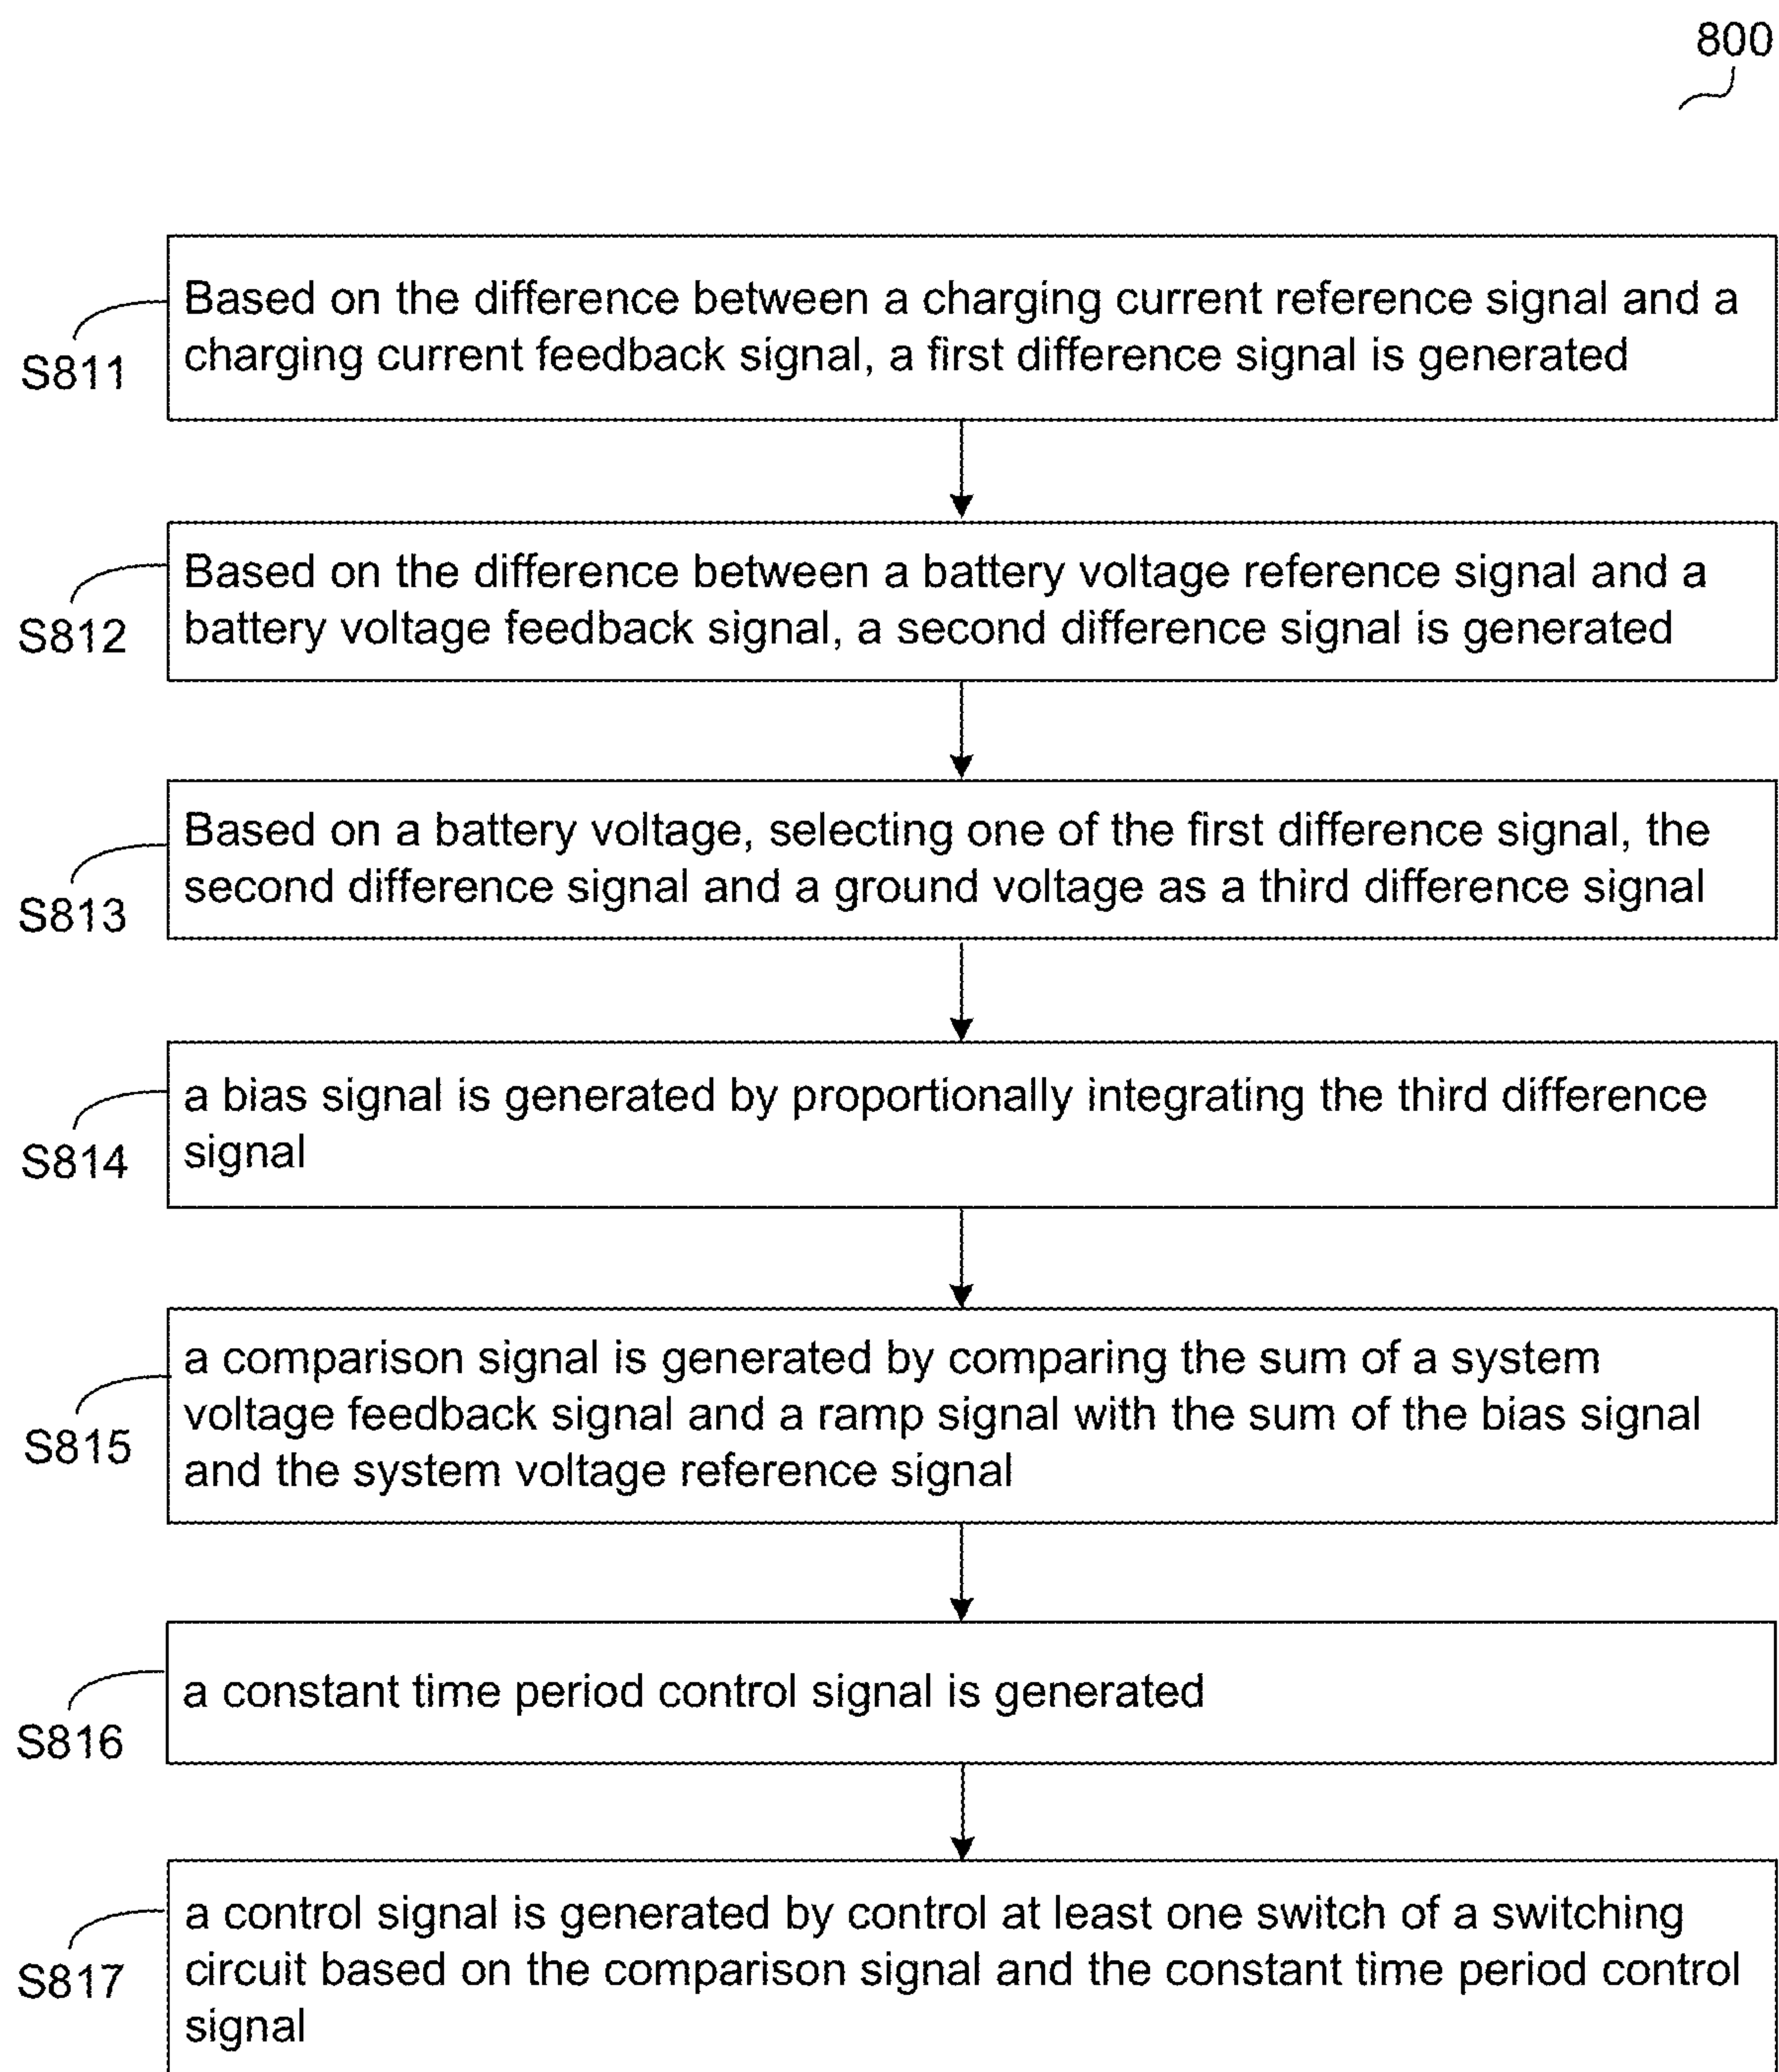 800
Based on the difference between a charging current reference signal and a
charging current feedback signal, a first difference signal is generated
S811
Based on the difference between a battery voltage reference signal and a
battery voltage feedback signal, a second difference signal is generated
S812
Based on a battery voltage, selecting one of the first difference signal, the
second difference signal and a ground voltage as a third difference signal
S813
a bias signal is generated by proportionally integrating the third difference
signal
S814
a comparison signal is generated by comparing the sum of a system
voltage feedback signal and a ramp signal with the sum of the bias signal
and the system voltage reference signal
S815
a constant time period control signal is generated
S816
a control signal is generated by control at least one switch of a switching
circuit based on the comparison signal and the constant time period control
signal
S817